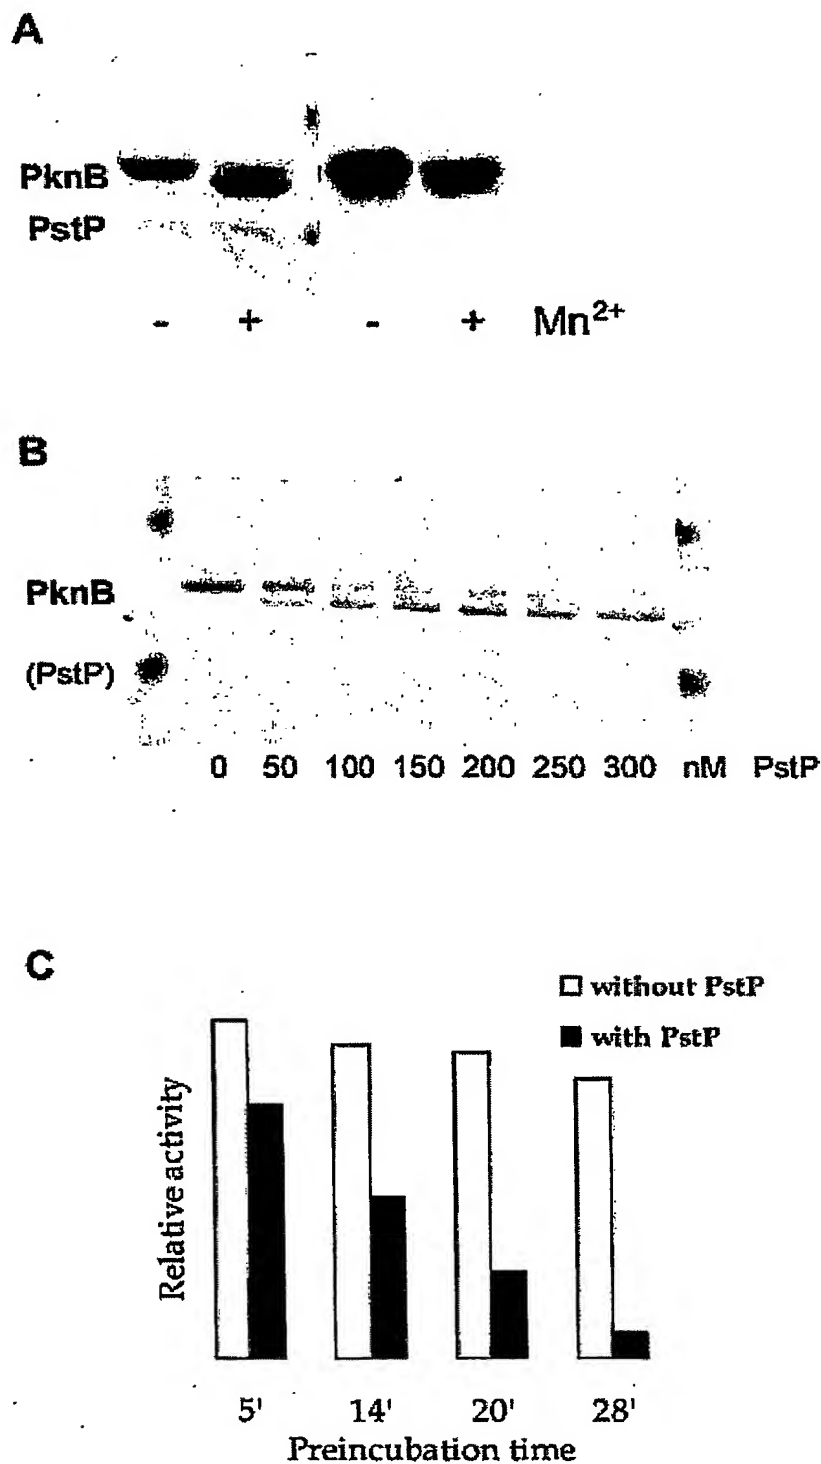 A
PknB
PstP
- + - + Mn²⁺
B
PknB
(PstP)
0 50 100 150 200 250 300 nM PstP
C
without PstP
with PstP
Relative activity
5' 14' 20' 28'
Preincubation time